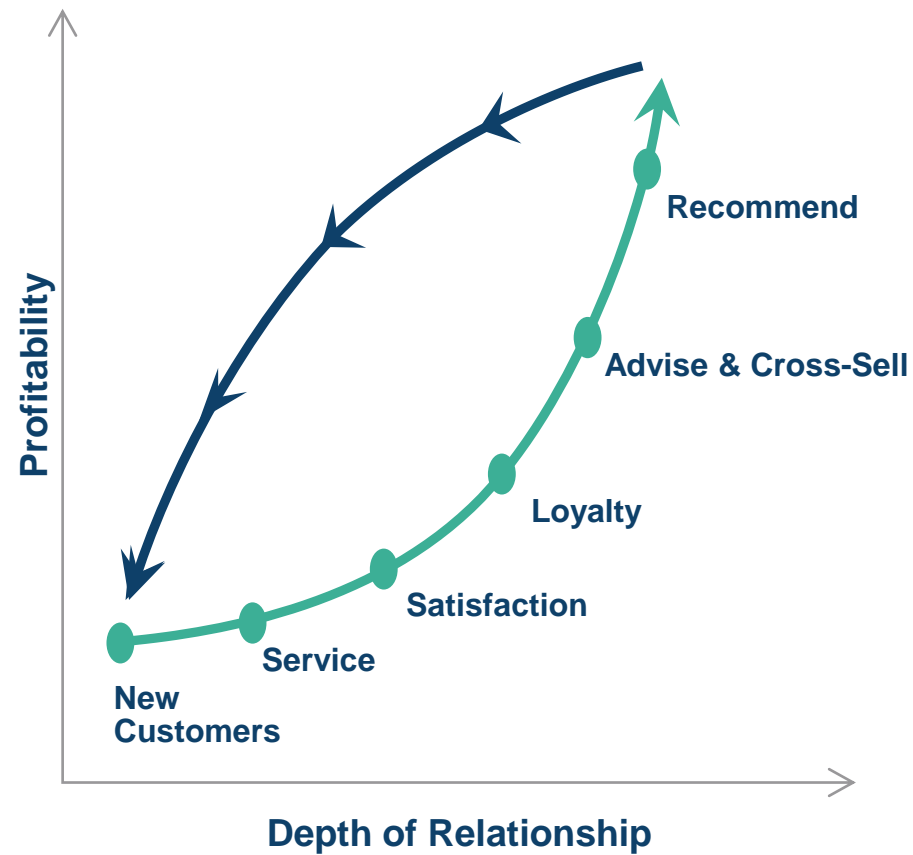 Recommend
Advise & Cross-Sell
Loyalty
Satisfaction
Service
New
Customers
Profitability
Depth of Relationship